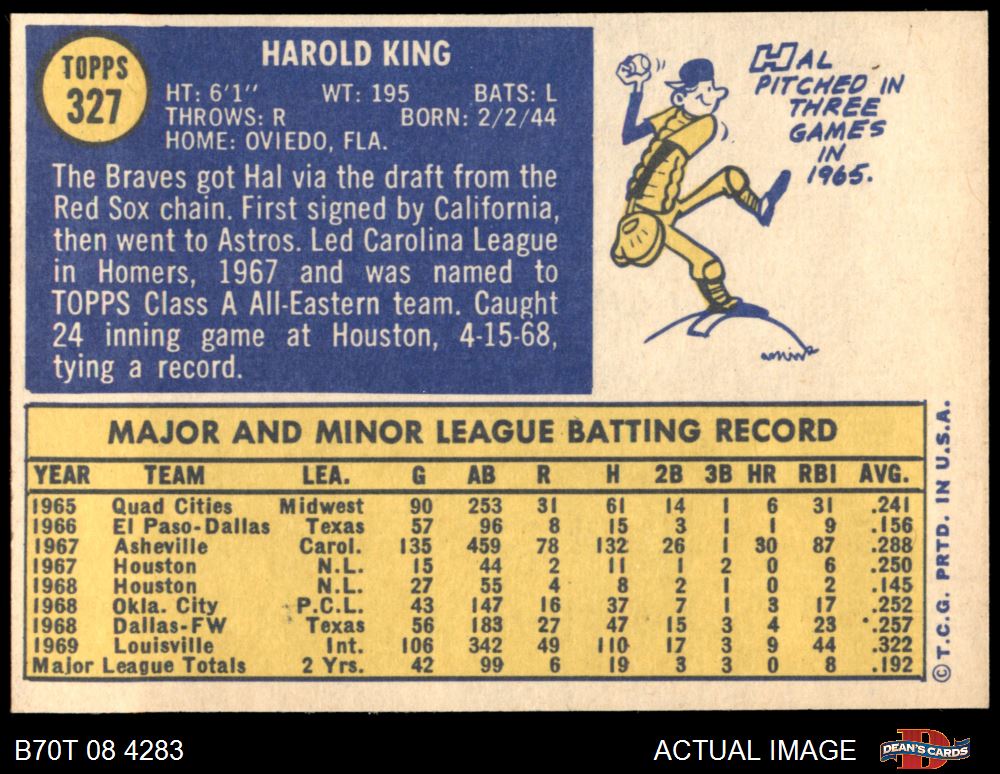 TOPPS
327
HAROLD KING
HT: 6'1" WT: 195 BATS: L
THROWS: R BORN: 2/2/44
HOME: OVIEDO, FLA.
The Braves got Hal via the draft from the
Red Sox chain. First signed by California,
then went to Astros. Led Carolina League
in Homers, 1967 and was named to
TOPPS Class A All-Eastern team. Caught
24 inning game at Houston, 4-15-68,
tying a record.
HAL
PITCHED IN
THREE
GAMES
IN
1965.
MAJOR AND MINOR LEAGUE BATTING RECORD
YEAR TEAM LEA. G AB R H 2B 3B HR RBI AVG.
1965 Quad Cities Midwest 90 253 31 61 14 1 6 31 .241
1966 El Paso-Dallas Texas 57 96 8 15 3 1 1 9 .156
1967 Asheville Carol. 135 459 78 132 26 1 30 87 .288
1967 Houston N.L. 15 44 2 11 1 2 0 6 .250
1968 Houston N.L. 27 55 4 8 2 1 0 2 .145
1968 Okla. City P.C.L. 43 147 16 37 7 1 3 17 .252
1968 Dallas-FW Texas 56 183 27 47 15 3 4 23 .257
1969 Louisville Int. 106 342 49 110 17 3 9 44 .322
Major League Totals 2 Yrs. 42 99 6 19 3 3 0 8 .192
© T.C.G. PRTD. IN U.S.A.
B70T 08 4283
ACTUAL IMAGE
DEAN'S CARDS